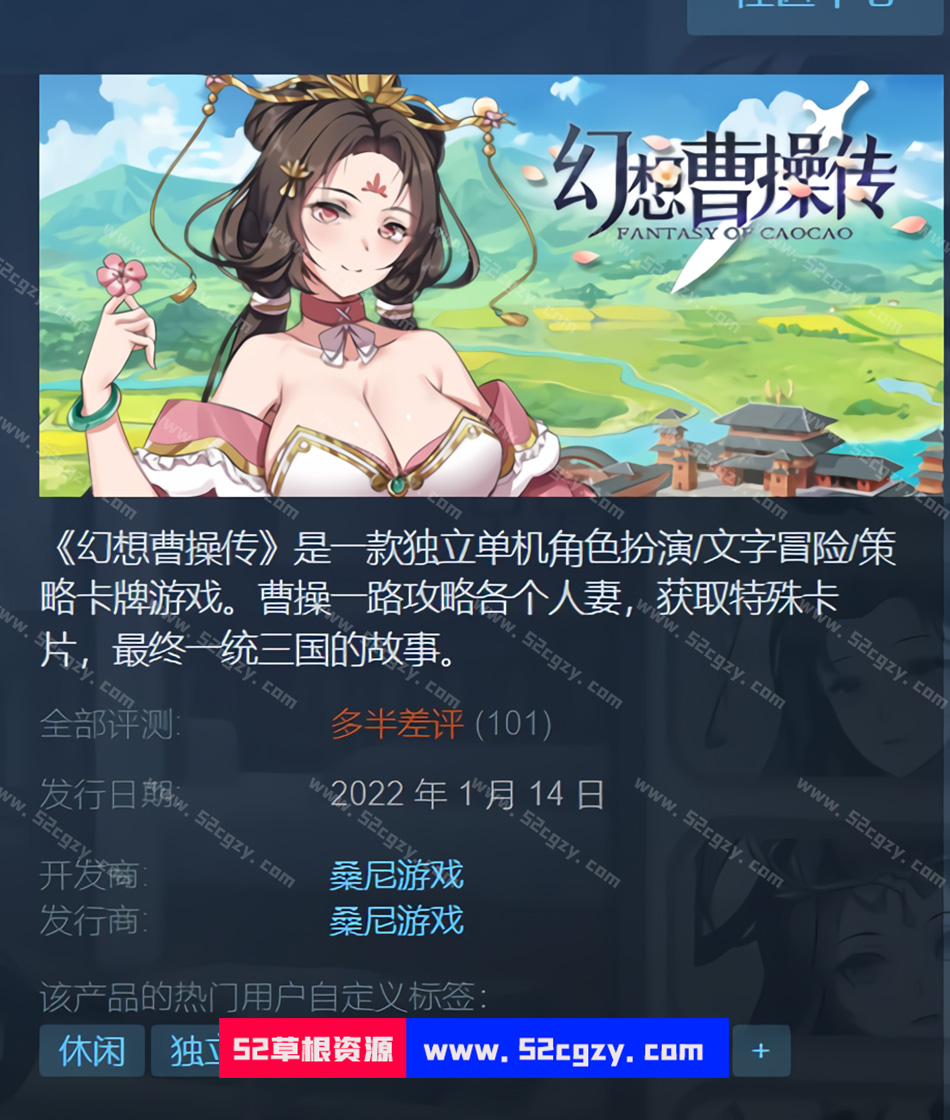 幻想曹操传
FANTASY OF CAOCAO
《幻想曹操传》是一款独立单机角色扮演/文字冒险/策
略卡牌游戏。曹操一路攻略各个人妻，获取特殊卡
片，最终一统三国的故事。
全部评测: 多半差评 (101)
发行日期: 2022 年 1 月 14 日
开发商: 桑尼游戏
发行商: 桑尼游戏
该产品的热门用户自定义标签：
休闲 独立 52草根资源 www.52cgzy.com +